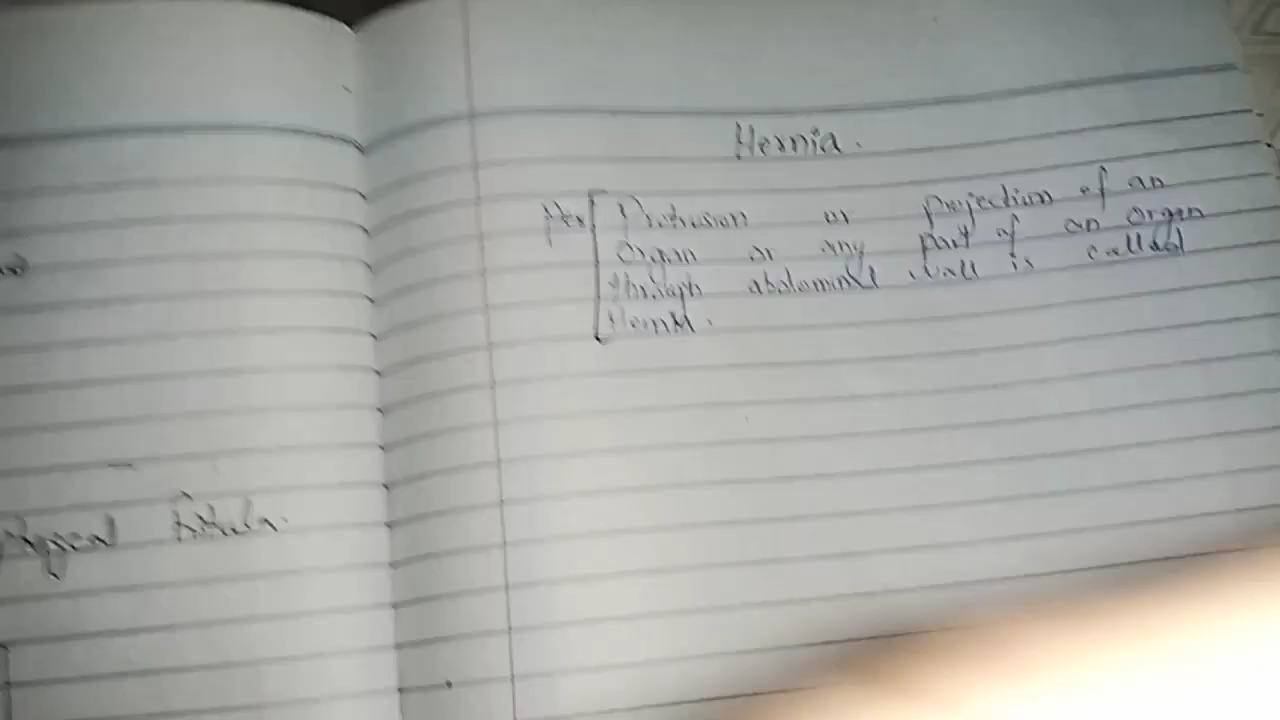 Hernia.
Protrusion or projection of an
organ or any part of an organ
through abdominal wall is called
Hernia.